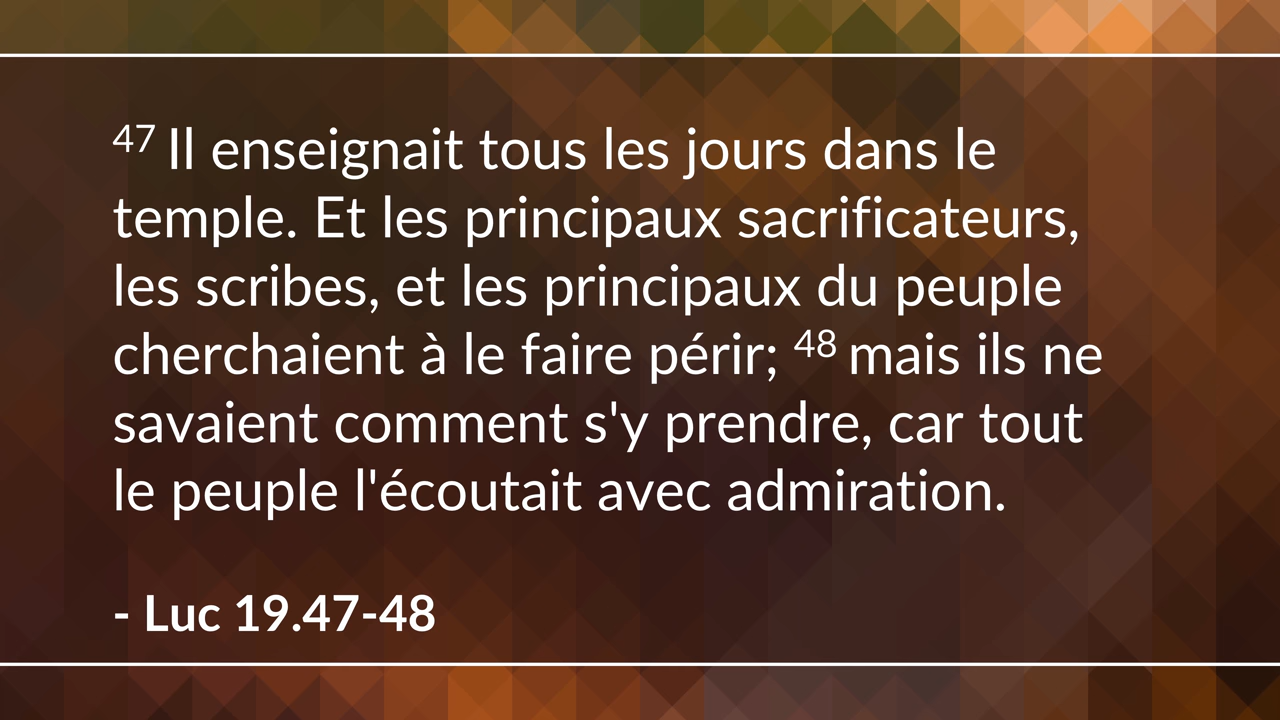 47 Il enseignait tous les jours dans le
temple. Et les principaux sacrificateurs,
les scribes, et les principaux du peuple
cherchaient à le faire périr; 48 mais ils ne
savaient comment s'y prendre, car tout
le peuple l'écoutait avec admiration.
- Luc 19.47-48